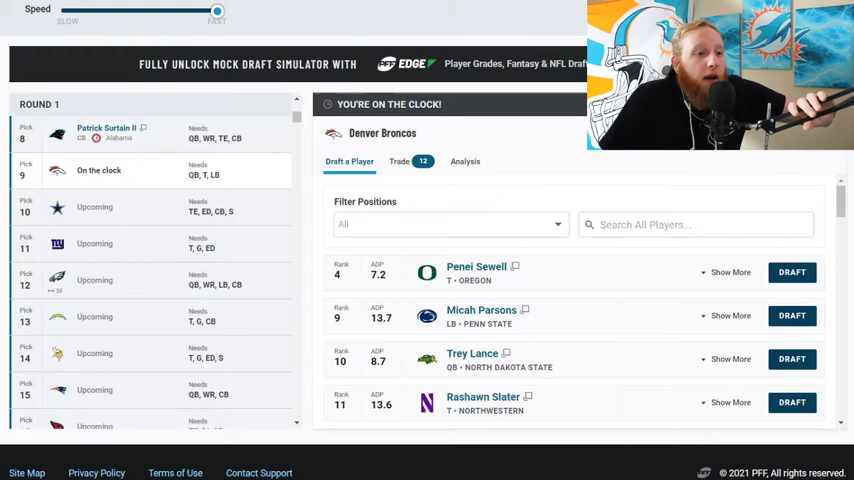 Speed
SLOW
FAST
FULLY UNLOCK MOCK DRAFT SIMULATOR WITH
PFF EDGE
Player Grades, Fantasy & NFL Draf
ROUND 1
Pick
8
Patrick Surtain II
CB Alabama
Needs
QB, WR, TE, CB
Pick
9
On the clock
Needs
QB, T, LB
Pick
10
Upcoming
Needs
TE, ED, CB, S
Pick
11
Upcoming
Needs
T, G, ED
Pick
12
SF
Upcoming
Needs
QB, WR, LB, CB
Pick
13
Upcoming
Needs
T, G, CB
Pick
14
Upcoming
Needs
T, G, ED, S
Pick
15
Upcoming
Needs
QB, WR, CB
Pick
Upcoming
Needs
YOU'RE ON THE CLOCK!
Denver Broncos
Draft a Player
Trade 12
Analysis
Filter Positions
All
Search All Players...
Rank
4
ADP
7.2
Penei Sewell
T • OREGON
Show More
DRAFT
Rank
9
ADP
13.7
Micah Parsons
LB • PENN STATE
Show More
DRAFT
Rank
10
ADP
8.7
Trey Lance
QB • NORTH DAKOTA STATE
Show More
DRAFT
Rank
11
ADP
13.6
Rashawn Slater
T • NORTHWESTERN
Show More
DRAFT
Site Map
Privacy Policy
Terms of Use
Contact Support
© 2021 PFF, All rights reserved.